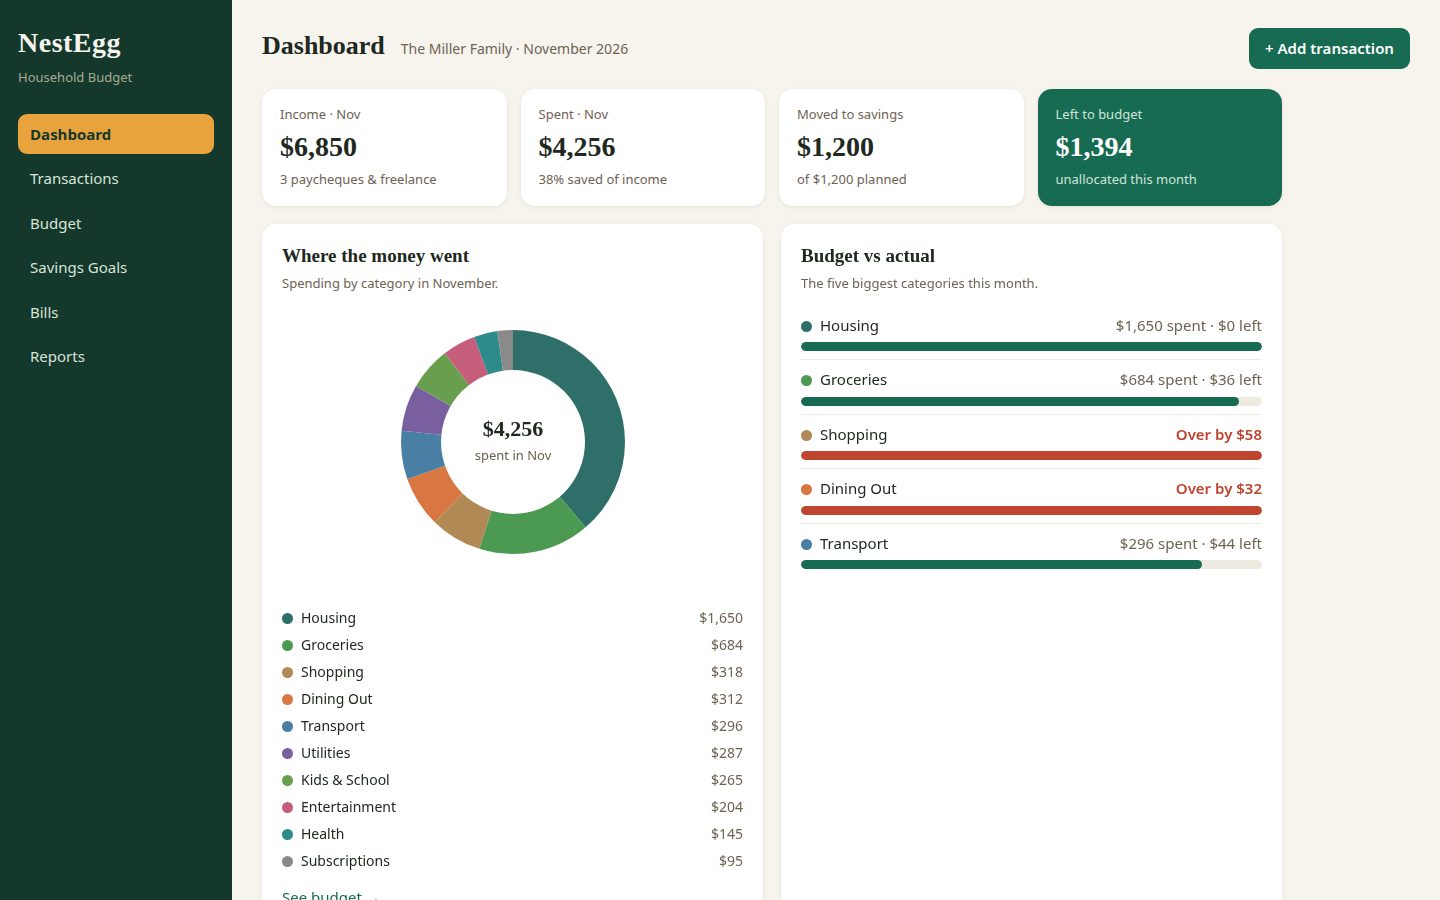 NestEgg
Household Budget
Dashboard
Transactions
Budget
Savings Goals
Bills
Reports
Dashboard The Miller Family · November 2026
+ Add transaction
Income · Nov
$6,850
3 paycheques & freelance
Spent · Nov
$4,256
38% saved of income
Moved to savings
$1,200
of $1,200 planned
Left to budget
$1,394
unallocated this month
Where the money went
Spending by category in November.
$4,256
spent in Nov
Housing $1,650
Groceries $684
Shopping $318
Dining Out $312
Transport $296
Utilities $287
Kids & School $265
Entertainment $204
Health $145
Subscriptions $95
See budget
Budget vs actual
The five biggest categories this month.
Housing $1,650 spent · $0 left
Groceries $684 spent · $36 left
Shopping Over by $58
Dining Out Over by $32
Transport $296 spent · $44 left